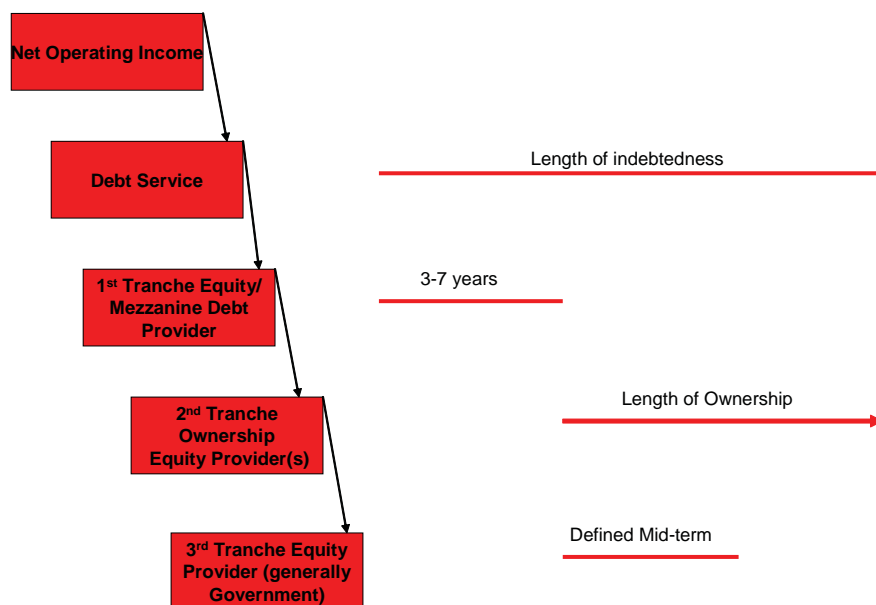 Net Operating Income
Debt Service
Length of indebtedness
1st Tranche Equity/
Mezzanine Debt
Provider
3-7 years
2nd Tranche
Ownership
Equity Provider(s)
Length of Ownership
3rd Tranche Equity
Provider (generally
Government)
Defined Mid-term